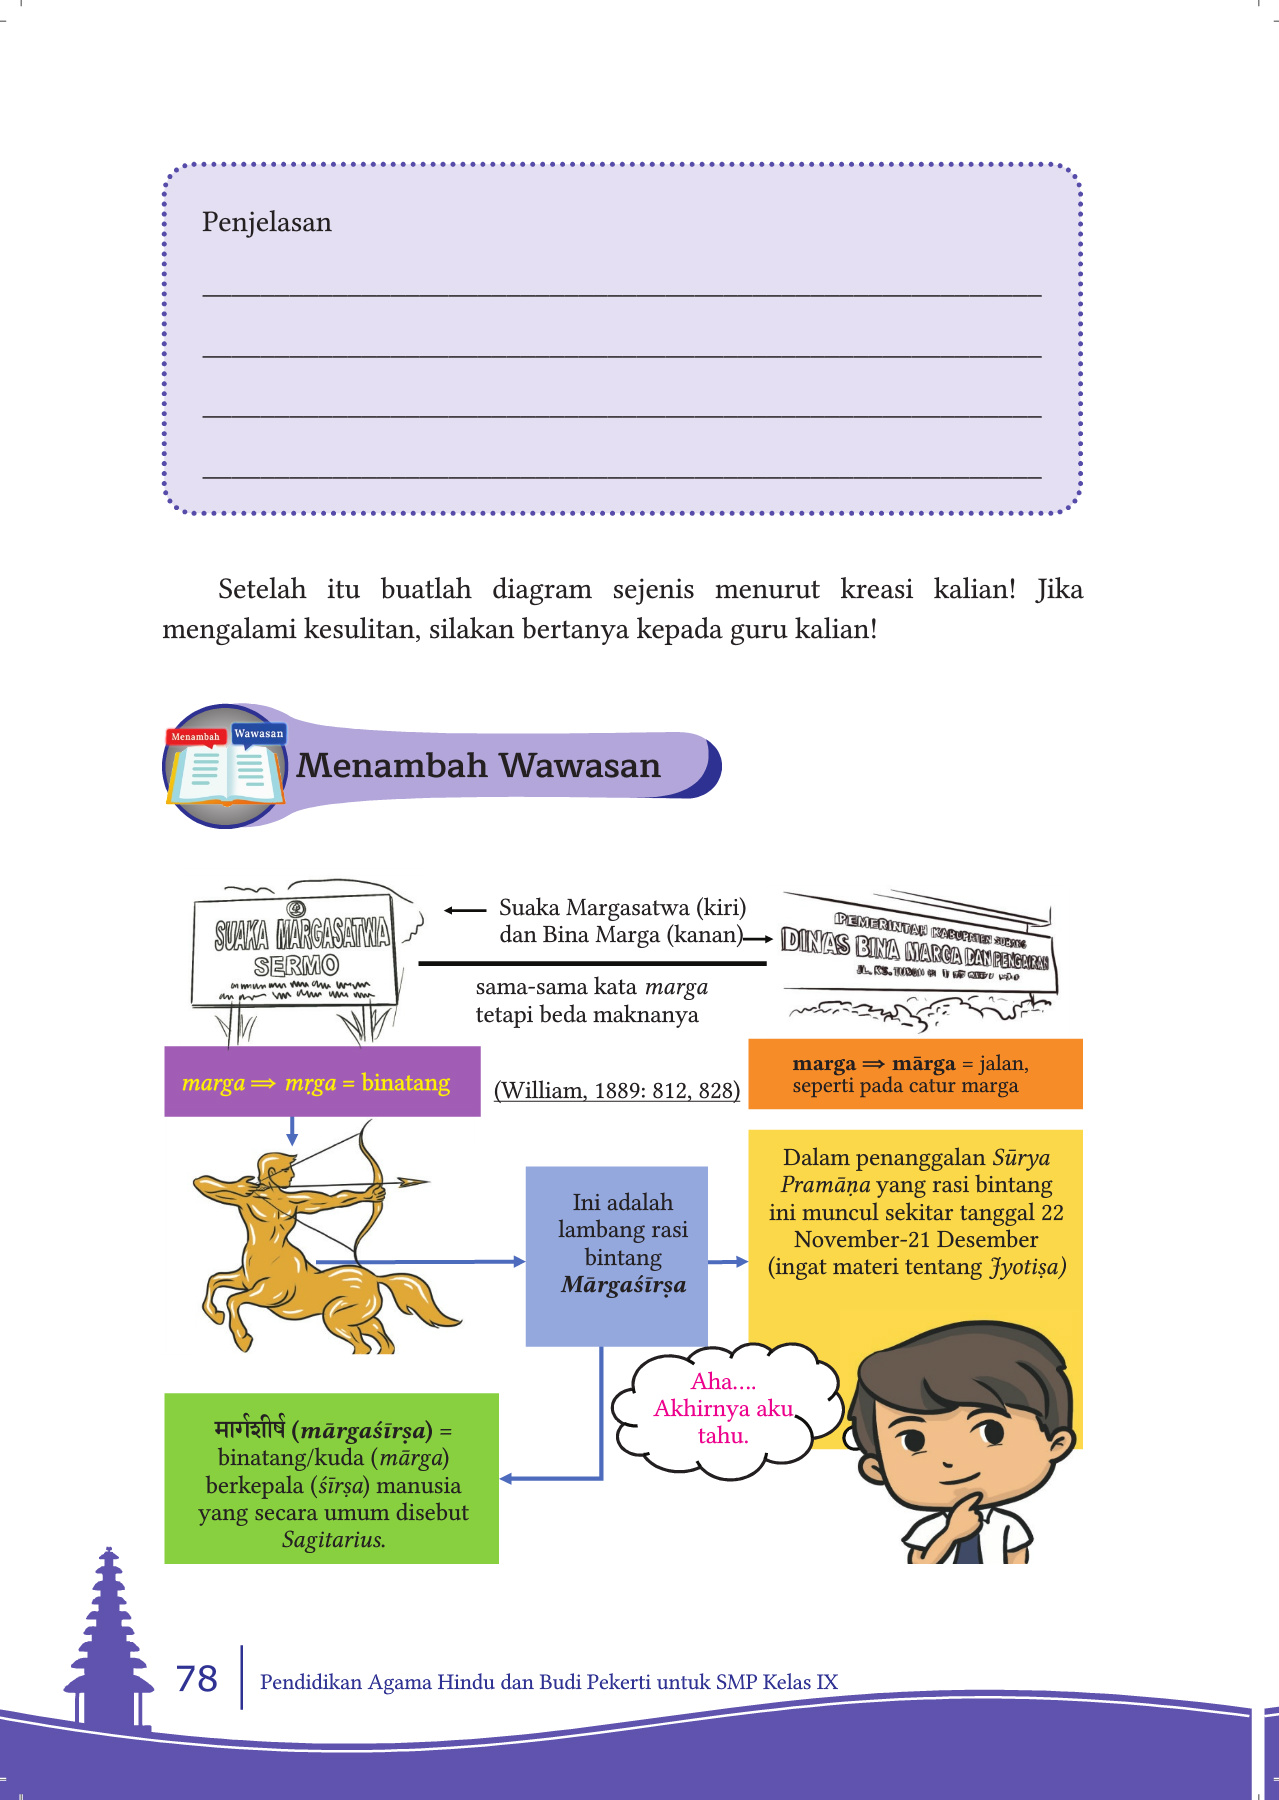 Penjelasan
Setelah itu buatlah diagram sejenis menurut kreasi kalian! Jika
mengalami kesulitan, silakan bertanya kepada guru kalian!
Menambah
Wawasan
Menambah Wawasan
SUAKA MARGASATWA
SERMO
Suaka Margasatwa (kiri)
dan Bina Marga (kanan)
sama-sama kata marga
tetapi beda maknanya
PEMERINTAH KABUPATEN
DINAS BINA MARGA DAN PENGAIRAN
marga ⟹ mṛga = binatang
(William, 1889: 812, 828)
marga ⟹ mārga = jalan,
seperti pada catur marga
Ini adalah
lambang rasi
bintang
Mārgaśīrṣa
Dalam penanggalan Sūrya
Pramāṇa yang rasi bintang
ini muncul sekitar tanggal 22
November-21 Desember
(ingat materi tentang Jyotiṣa)
Aha....
Akhirnya aku
tahu.
मार्गशीर्ष (mārgaśīrṣa) =
binatang/kuda (mārga)
berkepala (śīrṣa) manusia
yang secara umum disebut
Sagitarius.
78
Pendidikan Agama Hindu dan Budi Pekerti untuk SMP Kelas IX